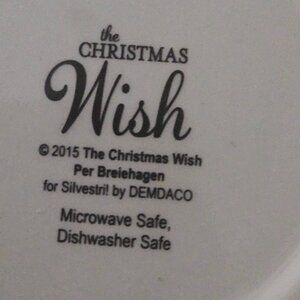 the
CHRISTMAS
Wish
© 2015 The Christmas Wish
Per Breiehagen
for Silvestri! by DEMDACO
Microwave Safe,
Dishwasher Safe